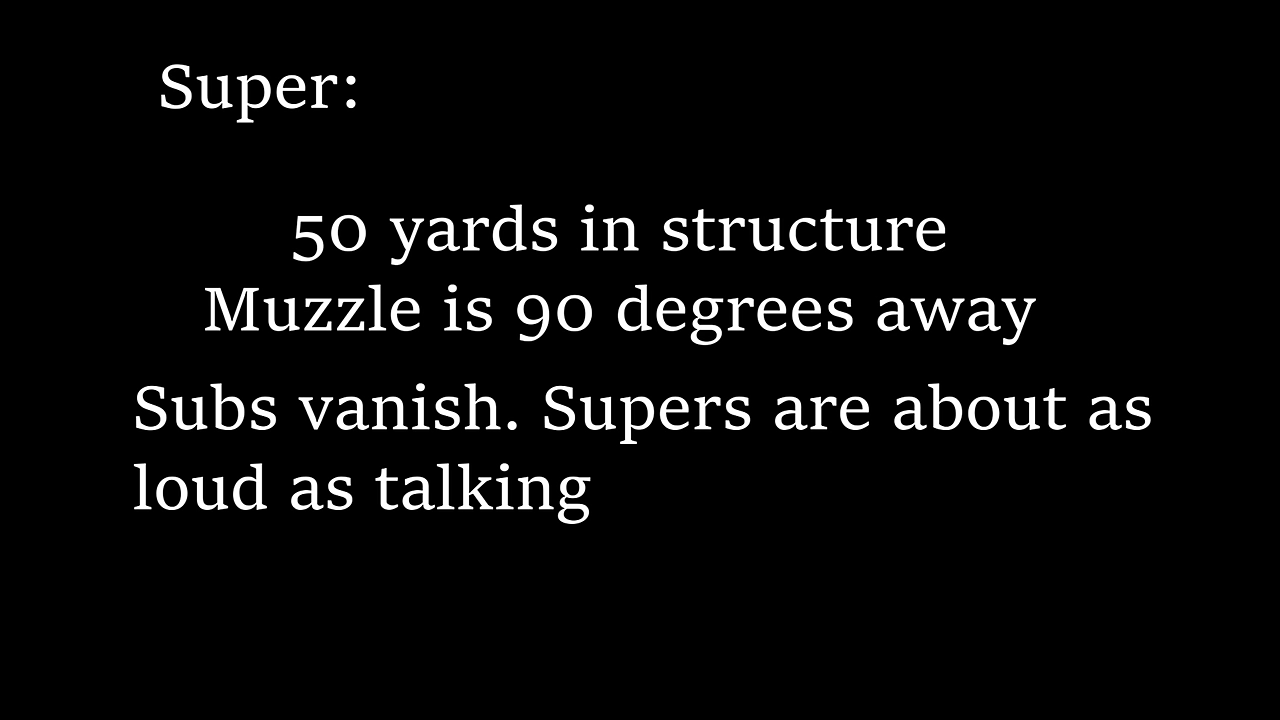 Super:
50 yards in structure
Muzzle is 90 degrees away
Subs vanish. Supers are about as
loud as talking